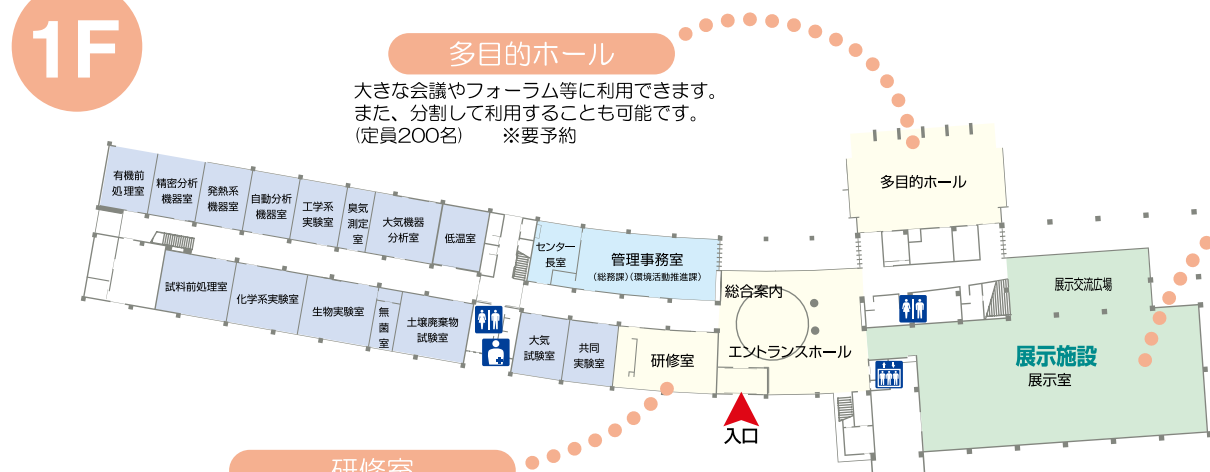 1F
多目的ホール
大きな会議やフォーラム等に利用できます。
また、分割して利用することも可能です。
(定員200名)　※要予約
有機前
処理室
精密分析
機器室
発熱系
機器室
自動分析
機器室
工学系
実験室
臭気
測定
室
大気機器
分析室
低温室
センター
長室
管理事務室
(総務課)(環境活動推進課)
多目的ホール
試料前処理室
化学系実験室
生物実験室
無
菌
室
土壌廃棄物
試験室
大気
試験室
共同
実験室
研修室
総合案内
エントランスホール
入口
展示交流広場
展示施設
展示室
研修室